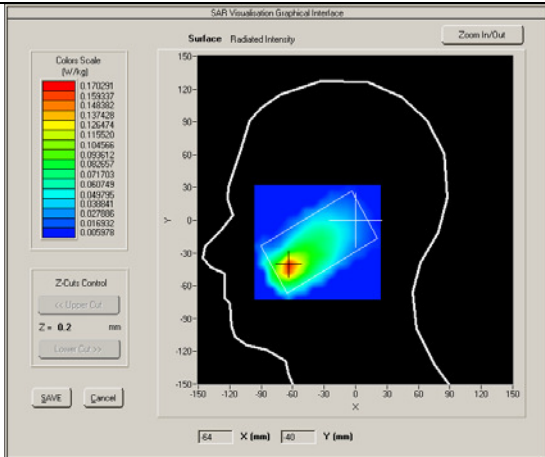 SAR Visualisation Graphical Interface
Surface Radiated Intensity
Zoom In/Out
Colors Scale
(W/kg)
0.170291
0.159337
0.148382
0.137428
0.126474
0.115520
0.104566
0.093612
0.082657
0.071703
0.060749
0.049795
0.038841
0.027886
0.016932
0.005978
150
120
90
60
30
0
-30
-60
-90
-120
-150
Y
-150 -120 -90 -60 -30 0 30 60 90 120 150
X
Z-Cuts Control
<< Upper Cut
Z = 0.2 mm
Lower Cut >>
SAVE Cancel
-64 X (mm) -40 Y (mm)